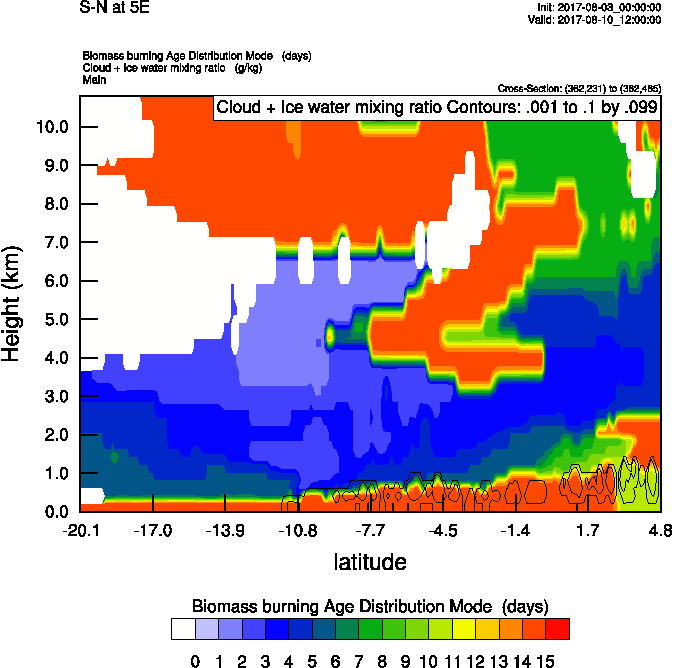 S-N at 5E
Init: 2017-08-03_00:00:00
Valid: 2017-08-10_12:00:00
Biomass burning Age Distribution Mode (days)
Cloud + Ice water mixing ratio (g/kg)
Main
Cross-Section: (362,231) to (362,485)
Cloud + Ice water mixing ratio Contours: .001 to .1 by .099
10.0
9.0
8.0
7.0
6.0
5.0
4.0
3.0
2.0
1.0
0.0
Height (km)
-20.1 -17.0 -13.9 -10.8 -7.7 -4.5 -1.4 1.7 4.8
latitude
Biomass burning Age Distribution Mode (days)
0 1 2 3 4 5 6 7 8 9 10 11 12 13 14 15